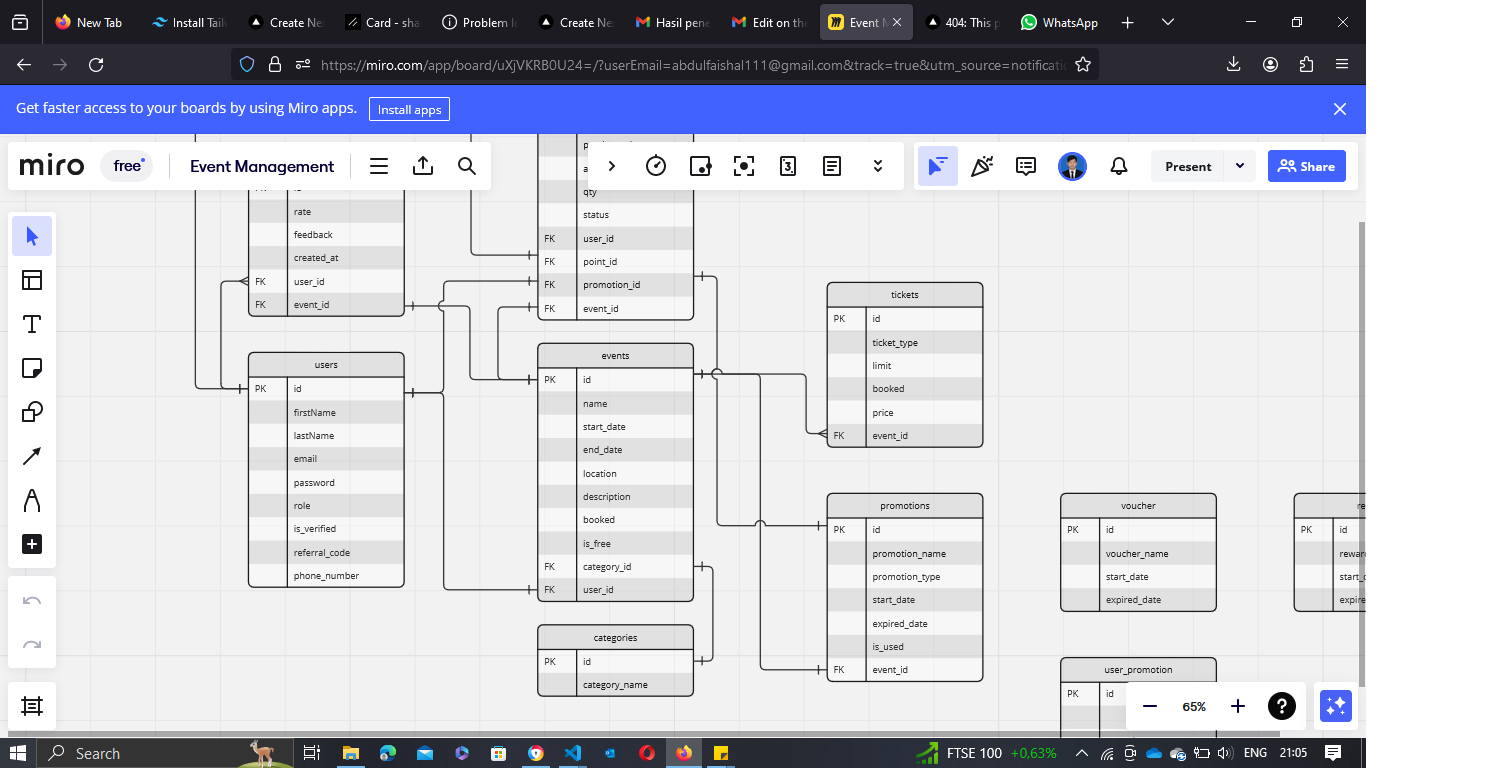 New Tab
Install Tail
Create Ne
Card - sha
Problem l
Create Ne
Hasil pene
Edit on the
Event M
404: This p
WhatsApp
https://miro.com/app/board/uXjVKRB0U24=/?userEmail=abdulfaishal111@gmail.com&track=true&utm_source=notificati
Get faster access to your boards by using Miro apps.
Install apps
miro
free
Event Management
3
Present
Share
rate
feedback
created_at
FK user_id
FK event_id
qty
status
FK user_id
FK point_id
FK promotion_id
FK event_id
users
PK id
firstName
lastName
email
password
role
is_verified
referral_code
phone_number
events
PK id
name
start_date
end_date
location
description
booked
is_free
FK category_id
FK user_id
categories
PK id
category_name
tickets
PK id
ticket_type
limit
booked
price
FK event_id
promotions
PK id
promotion_name
promotion_type
start_date
expired_date
is_used
FK event_id
voucher
PK id
voucher_name
start_date
expired_date
re
PK id
rewar
start_d
expire
user_promotion
PK id
65%
Search
FTSE 100 +0,63%
ENG
21:05